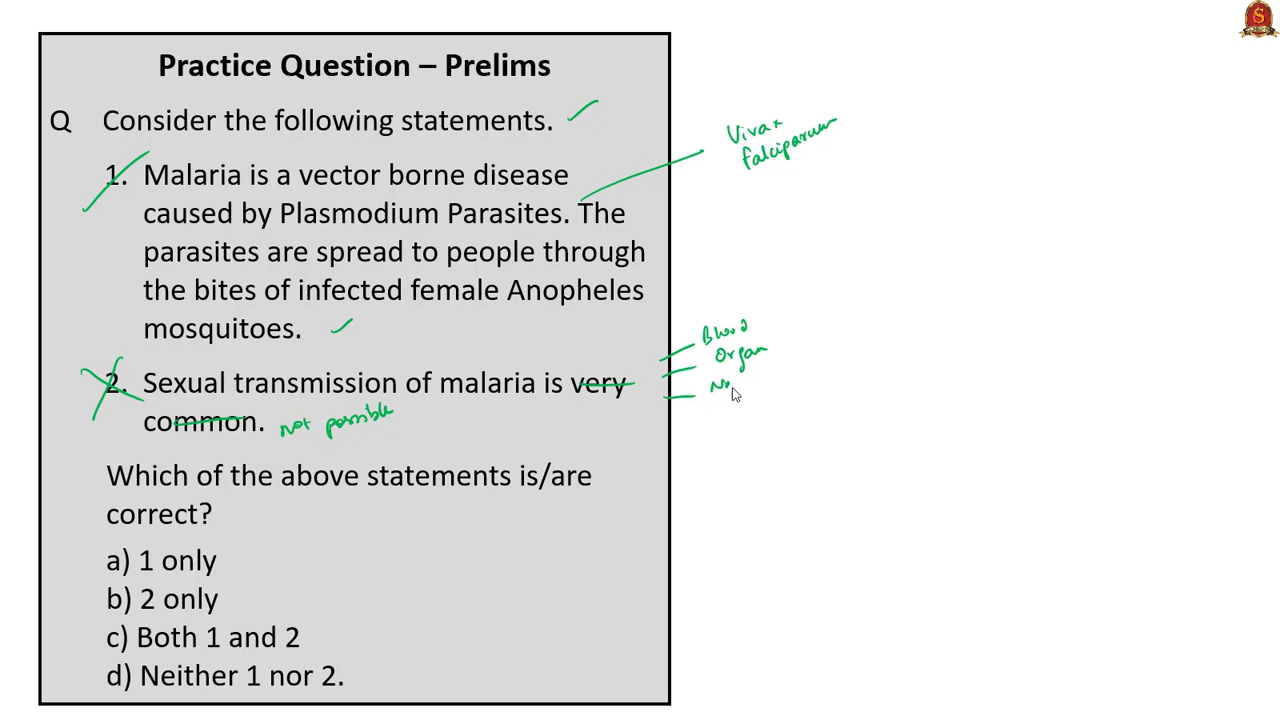 Practice Question – Prelims
Q Consider the following statements.
1. Malaria is a vector borne disease
caused by Plasmodium Parasites. The
parasites are spread to people through
the bites of infected female Anopheles
mosquitoes.
2. Sexual transmission of malaria is very
common. not possible
Which of the above statements is/are
correct?
a) 1 only
b) 2 only
c) Both 1 and 2
d) Neither 1 nor 2.
Vivax
falciparum
Blood
Organ
S